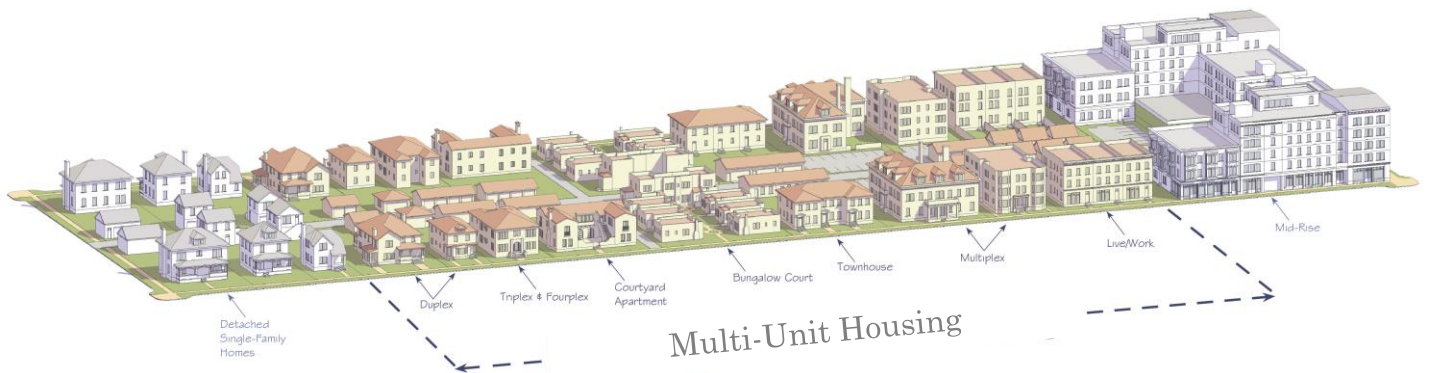 Detached
Single-Family
Homes
Duplex
Triplex & Fourplex
Courtyard
Apartment
Bungalow Court
Townhouse
Multiplex
Live/Work
Mid-Rise
Multi-Unit Housing